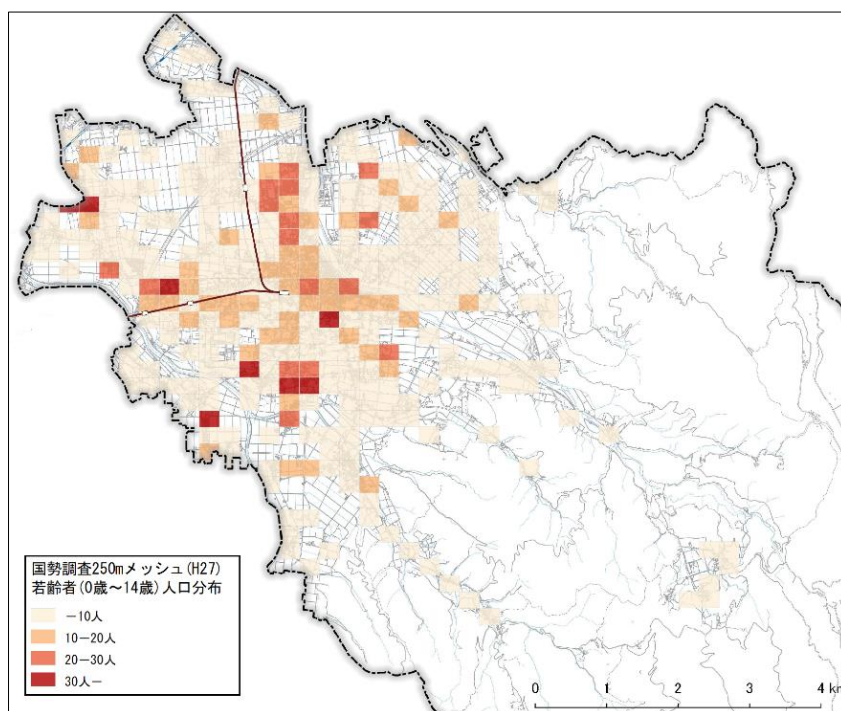 国勢調査250mメッシュ(H27)
若齢者(0歳～14歳)人口分布
－10人
10－20人
20－30人
30人－
0 1 2 3 4 km